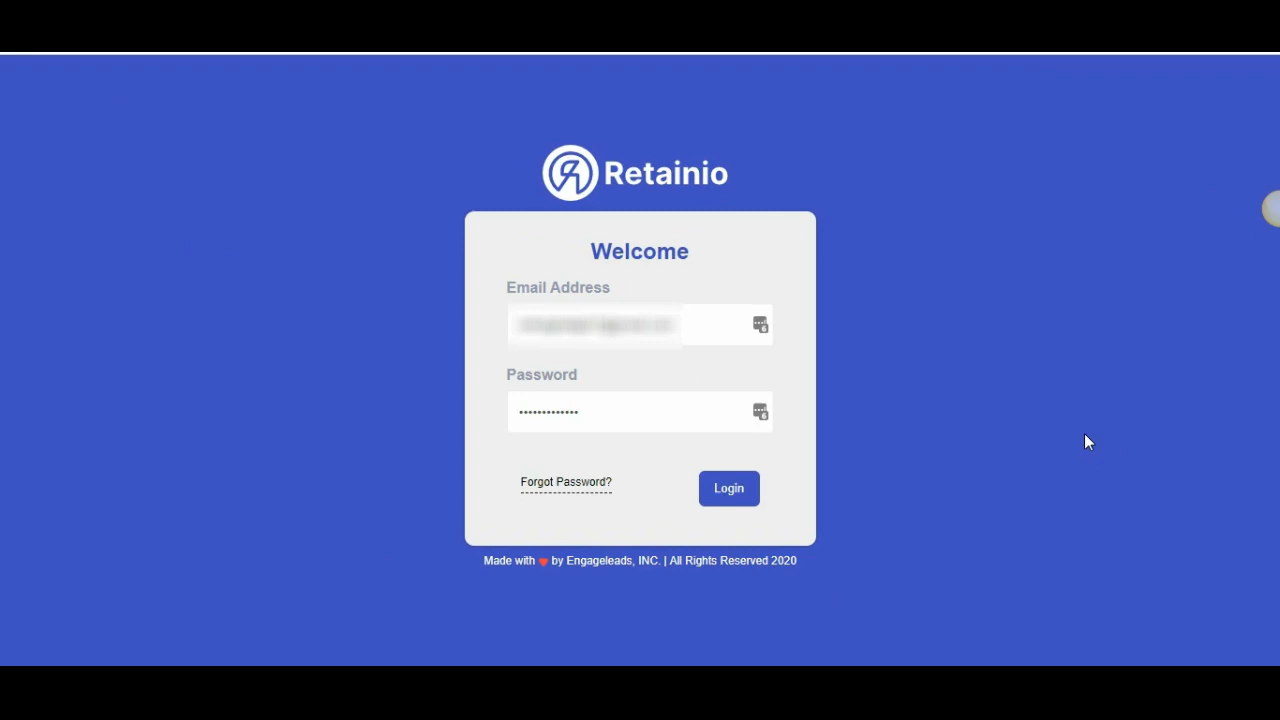 Retainio
Welcome
Email Address
Password
•••••••••••••
Forgot Password?
Login
Made with ❤ by Engageleads, INC. | All Rights Reserved 2020